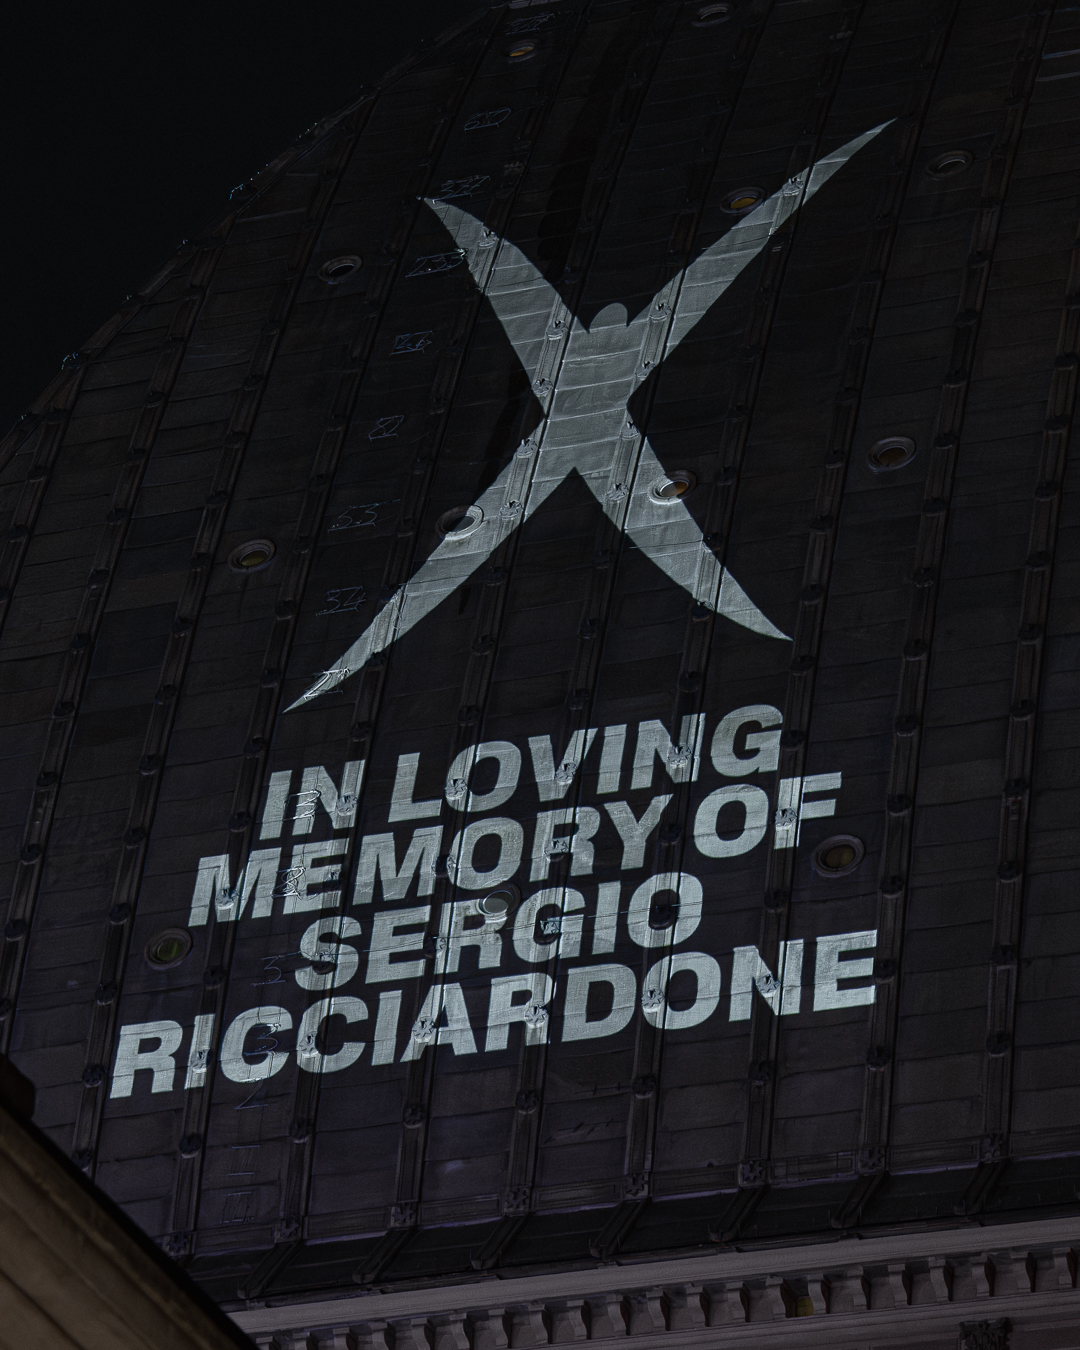 IN LOVING
MEMORY OF
SERGIO
RICCIARDONE